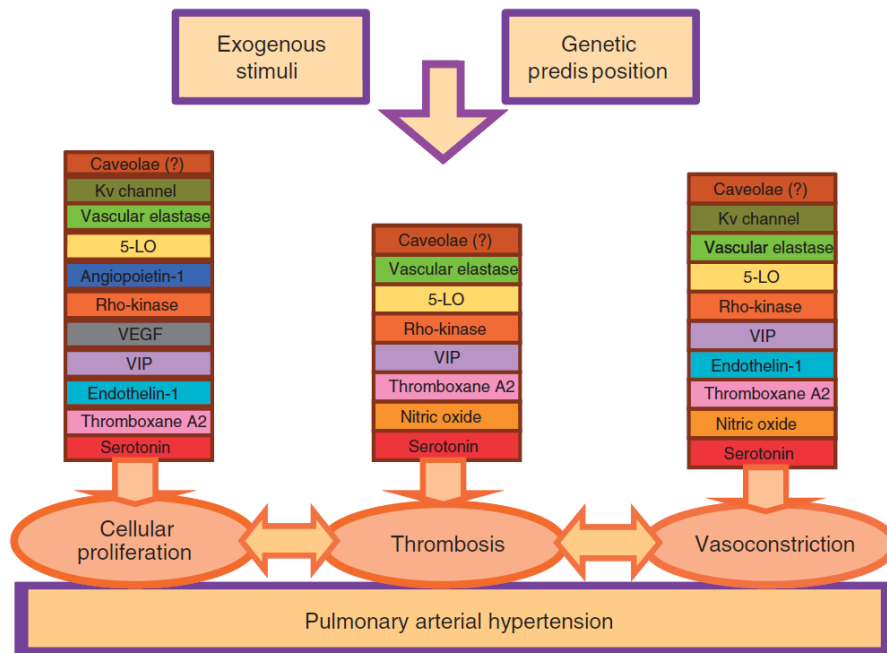 Exogenous
stimuli
Genetic
predis position
Caveolae (?)
Kv channel
Vascular elastase
5-LO
Angiopoietin-1
Rho-kinase
VEGF
VIP
Endothelin-1
Thromboxane A2
Serotonin
Caveolae (?)
Vascular elastase
5-LO
Rho-kinase
VIP
Thromboxane A2
Nitric oxide
Serotonin
Caveolae (?)
Kv channel
Vascular elastase
5-LO
Rho-kinase
VIP
Endothelin-1
Thromboxane A2
Nitric oxide
Serotonin
Cellular
proliferation
Thrombosis
Vasoconstriction
Pulmonary arterial hypertension